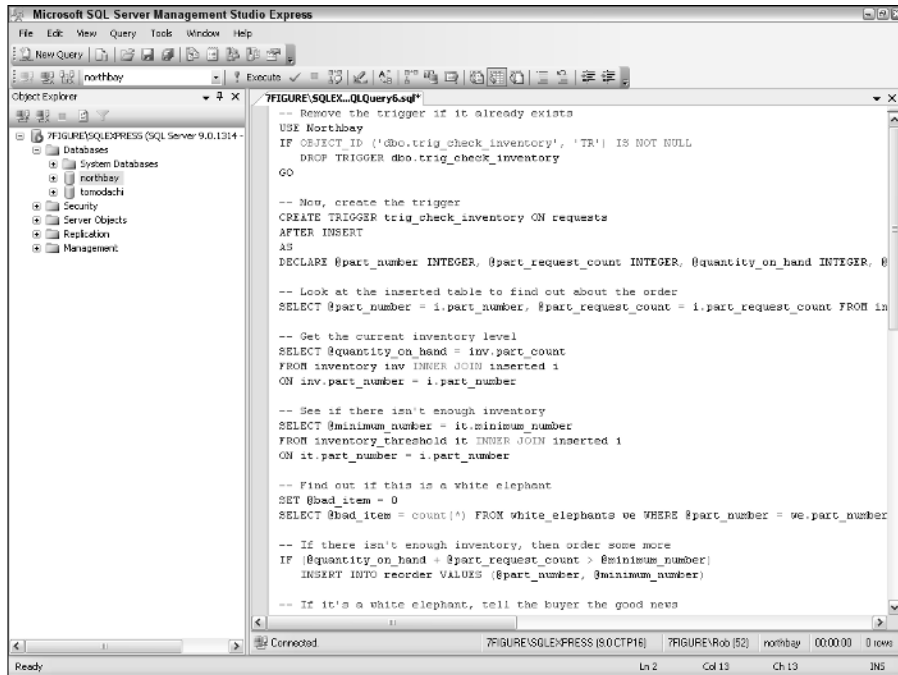 Microsoft SQL Server Management Studio Express
File Edit View Query Tools Window Help
New Query
northbay Execute
Object Explorer
7FIGURE\SQLEX...QLQuery6.sql*
7FIGURE\SQLEXPRESS (SQL Server 9.0.1314 -
Databases
System Databases
northbay
tomodachi
Security
Server Objects
Replication
Management
-- Remove the trigger if it already exists
USE Northbay
IF OBJECT_ID ('dbo.trig_check_inventory', 'TR') IS NOT NULL
DROP TRIGGER dbo.trig_check_inventory
GO
-- Now, create the trigger
CREATE TRIGGER trig_check_inventory ON requests
AFTER INSERT
AS
DECLARE @part_number INTEGER, @part_request_count INTEGER, @quantity_on_hand INTEGER, @
-- Look at the inserted table to find out about the order
SELECT @part_number = i.part_number, @part_request_count = i.part_request_count FROM in
-- Get the current inventory level
SELECT @quantity_on_hand = inv.part_count
FROM inventory inv INNER JOIN inserted i
ON inv.part_number = i.part_number
-- See if there isn't enough inventory
SELECT @minimum_number = it.minimum_number
FROM inventory_threshold it INNER JOIN inserted i
ON it.part_number = i.part_number
-- Find out if this is a white elephant
SET @bad_item = 0
SELECT @bad_item = count(*) FROM white_elephants we WHERE @part_number = we.part_number
-- If there isn't enough inventory, then order some more
IF (@quantity_on_hand + @part_request_count > @minimum_number)
INSERT INTO reorder VALUES (@part_number, @minimum_number)
-- If it's a white elephant, tell the buyer the good news
Connected. 7FIGURE\SQLEXPRESS (9.0 CTP16) 7FIGURE\Rob (52) northbay 00:00:00 0 rows
Ready Ln 2 Col 13 Ch 13 INS